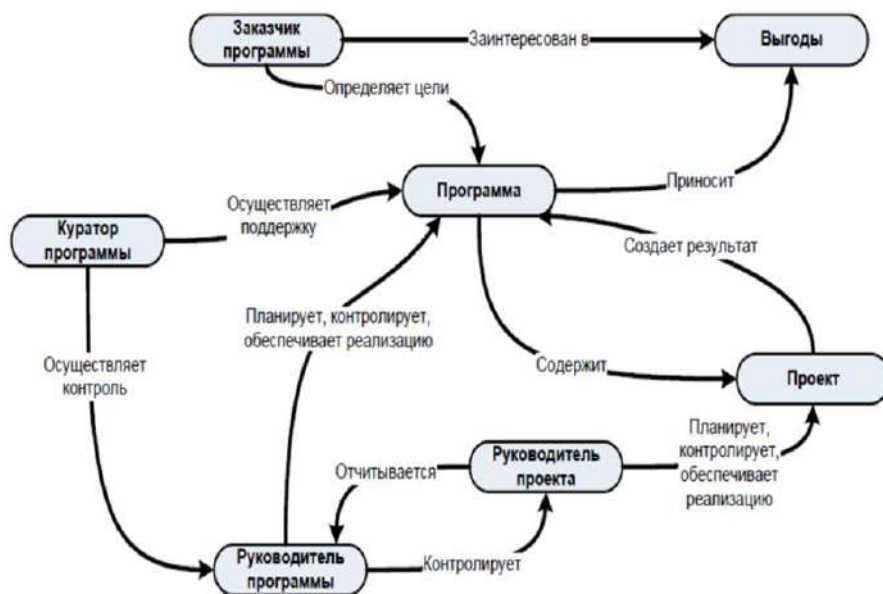 Заказчик
программы
Заинтересован в
Выгоды
Определяет цели
Программа
Приносит
Осуществляет
поддержку
Куратор
программы
Создает результат
Планирует, контролирует,
обеспечивает реализацию
Осуществляет
контроль
Содержит
Проект
Планирует,
контролирует,
обеспечивает
реализацию
Руководитель
проекта
Отчитывается
Руководитель
программы
Контролирует